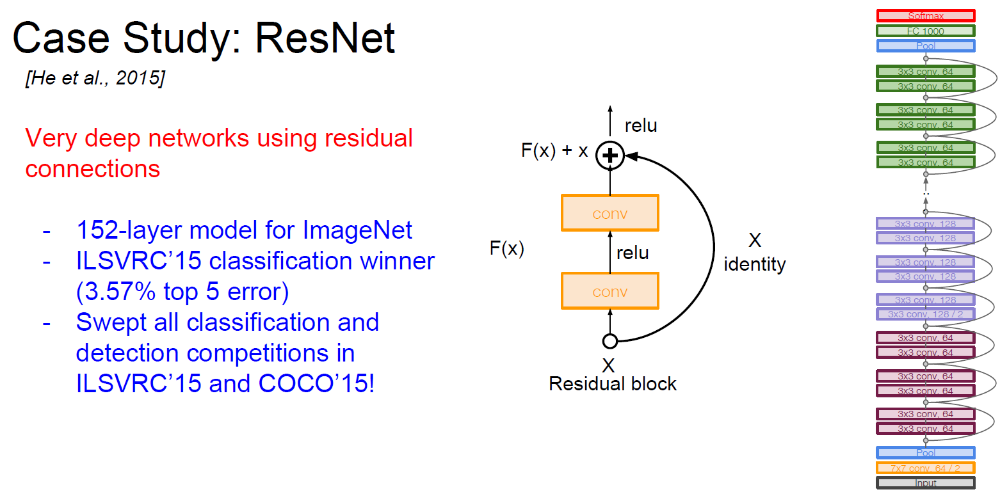 Case Study: ResNet
[He et al., 2015]
Very deep networks using residual
connections
- 152-layer model for ImageNet
- ILSVRC’15 classification winner
(3.57% top 5 error)
- Swept all classification and
detection competitions in
ILSVRC’15 and COCO’15!
relu
F(x) + x
conv
F(x)
relu
X
identity
conv
X
Residual block
Softmax
FC 1000
Pool
3x3 conv, 64
3x3 conv, 64
3x3 conv, 64
3x3 conv, 64
3x3 conv, 64
3x3 conv, 64
..
.
3x3 conv, 128
3x3 conv, 128
3x3 conv, 128
3x3 conv, 128
3x3 conv, 128
3x3 conv, 128 / 2
3x3 conv, 64
3x3 conv, 64
3x3 conv, 64
3x3 conv, 64
3x3 conv, 64
3x3 conv, 64
Pool
7x7 conv, 64 / 2
Input